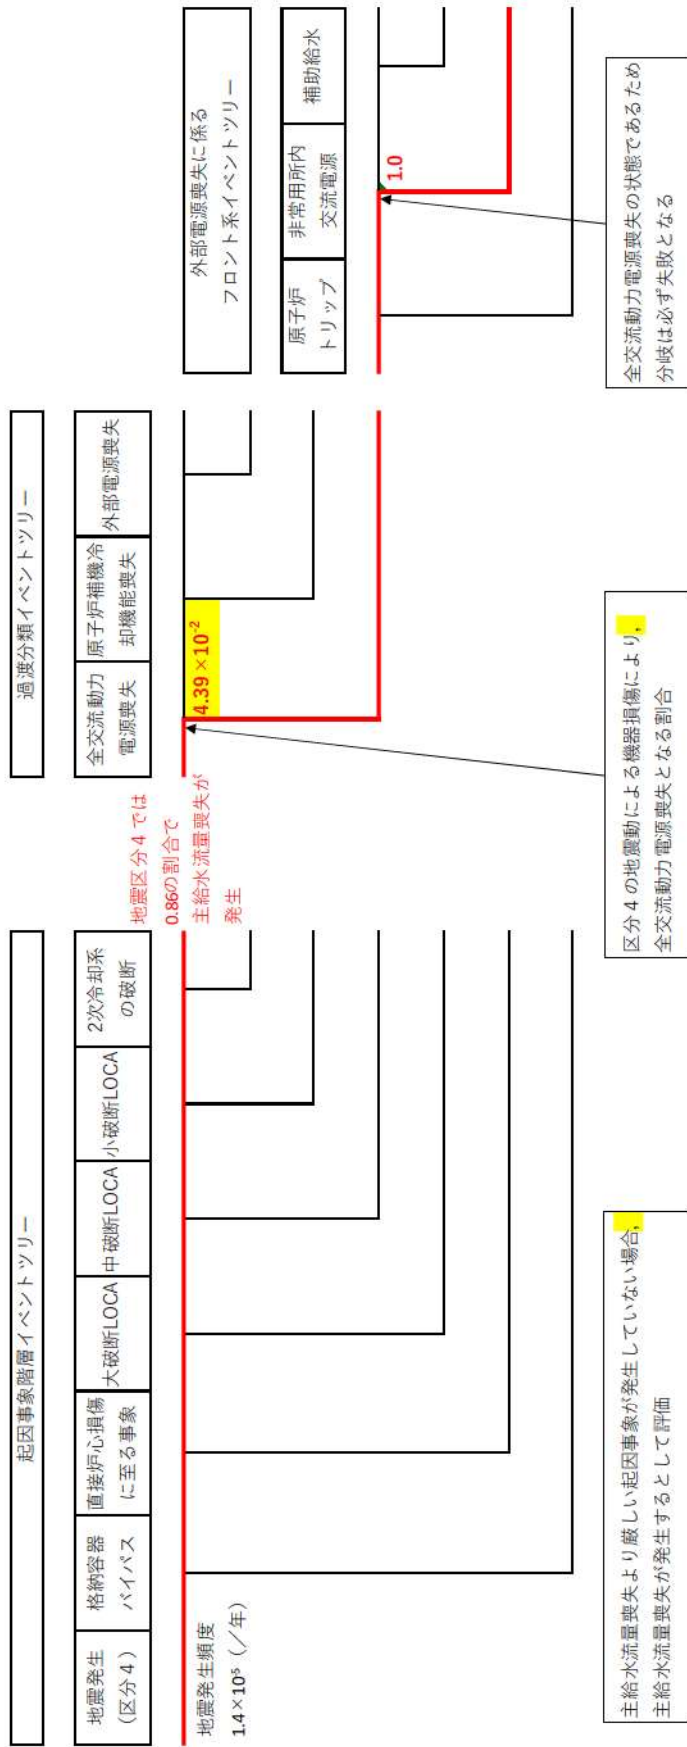 起因事象階層イベントツリー
地震発生
(区分4)
格納容器
バイパス
直接炉心損傷
に至る事象
大破断LOCA
中破断LOCA
小破断LOCA
2次冷却系
の破断
地震発生頻度
1.4×10⁻⁵(/年)
主給水流量喪失より厳しい起因事象が発生していない場合,
主給水流量喪失が発生するとして評価
地震区分4では
0.86の割合で
主給水流量喪失が
発生
過渡分類イベントツリー
全交流動力
電源喪失
原子炉補機冷
却機能喪失
外部電源喪失
4.39×10⁻²
区分4の地震動による機器損傷により,
全交流動力電源喪失となる割合
外部電源喪失に係る
フロント系イベントツリー
原子炉
トリップ
非常用所内
交流電源
補助給水
1.0
全交流動力電源喪失の状態であるため
分岐は必ず失敗となる